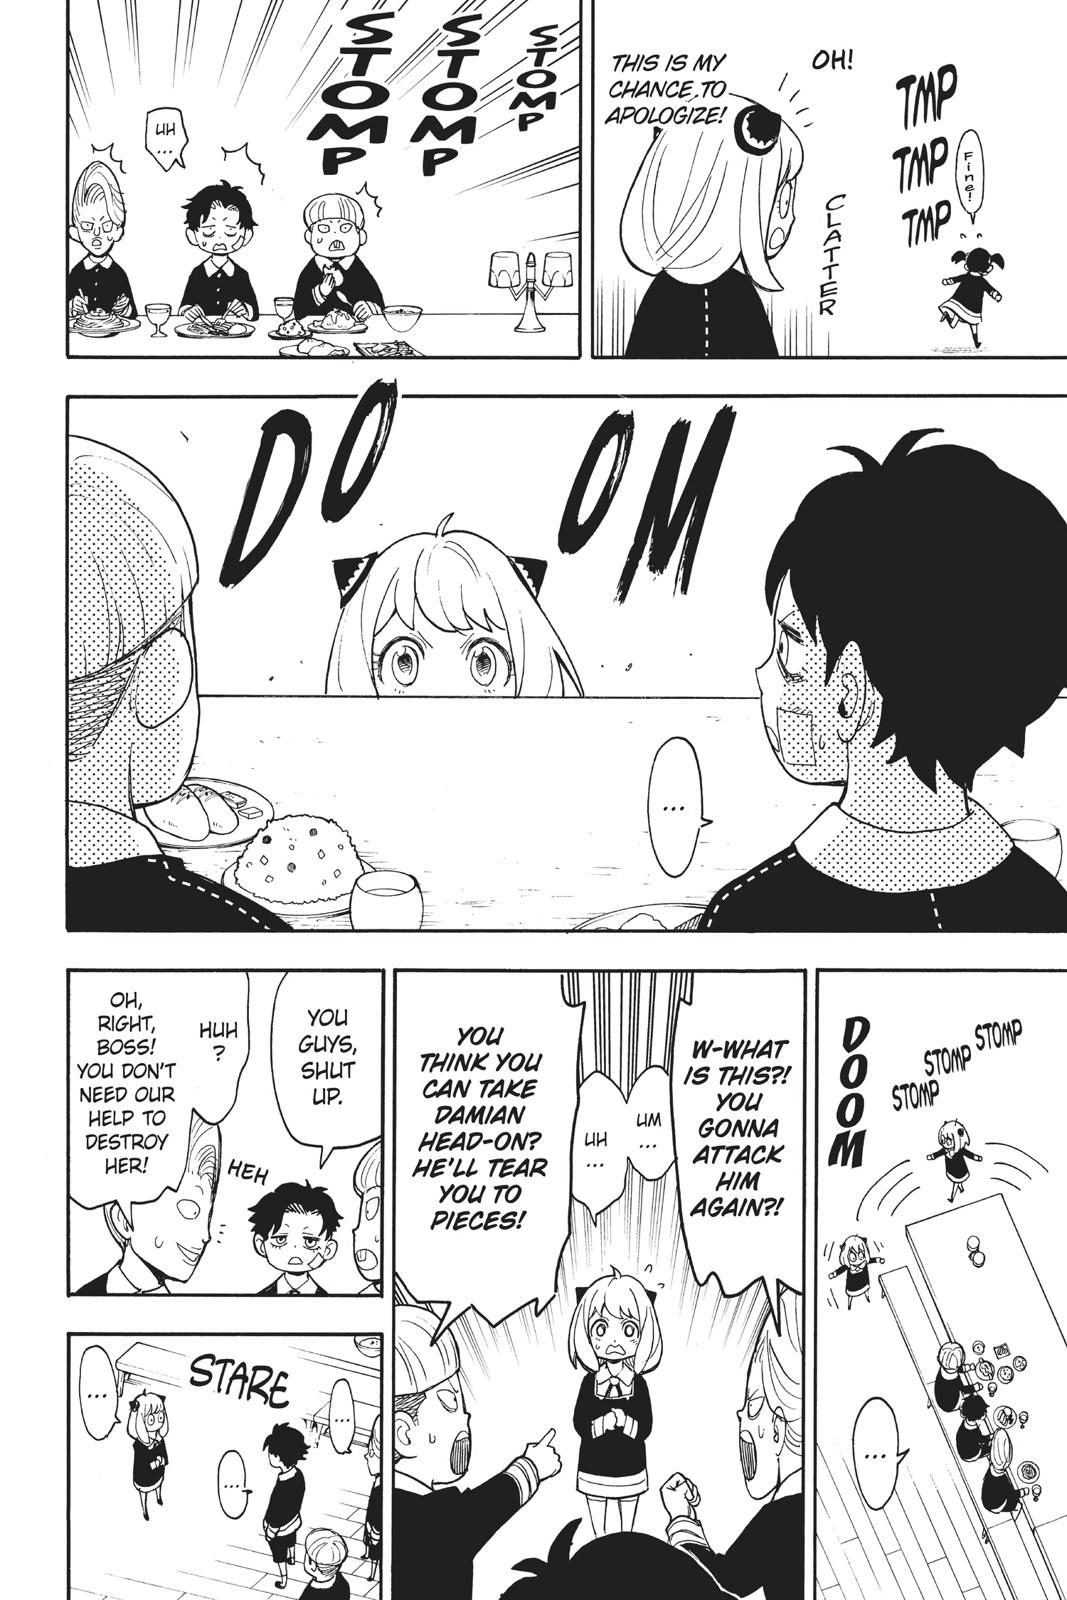 TMP
TMP
TMP
Fine!
OH!
THIS IS MY
CHANCE TO
APOLOGIZE!
CLATTER
STOMP
STOMP
STOMP
UH
...
DOOM
...
STOMP
STOMP
STOMP
DOOM
...
W-WHAT
IS THIS?!
YOU
GONNA
ATTACK
HIM
AGAIN?!
UM
...
UH
...
YOU
THINK YOU
CAN TAKE
DAMIAN
HEAD-ON?
HE'LL TEAR
YOU TO
PIECES!
YOU
GUYS,
SHUT
UP.
HUH
?
HEH
OH,
RIGHT,
BOSS!
YOU DON'T
NEED OUR
HELP TO
DESTROY
HER!
...
STARE
...
...